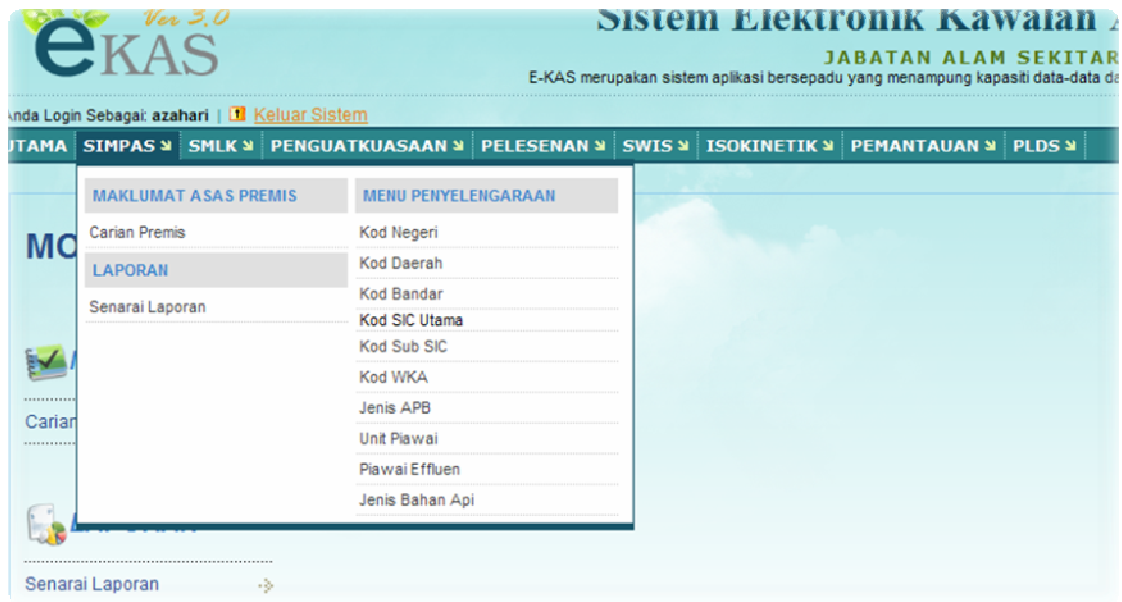 Ver 3.0
eKAS
Sistem Elektronik Kawalan
JABATAN ALAM SEKITAR
E-KAS merupakan sistem aplikasi bersepadu yang menampung kapasiti data-data
Anda Login Sebagai: azahari | Keluar Sistem
UTAMA SIMPAS SMLK PENGUATKUASAAN PELESENAN SWIS ISOKINETIK PEMANTAUAN PLDS
MAKLUMAT ASAS PREMIS
Carian Premis
LAPORAN
Senarai Laporan
MENU PENYELENGARAAN
Kod Negeri
Kod Daerah
Kod Bandar
Kod SIC Utama
Kod Sub SIC
Kod WKA
Jenis APB
Unit Piawai
Piawai Effluen
Jenis Bahan Api
MO
Carian
Senarai Laporan